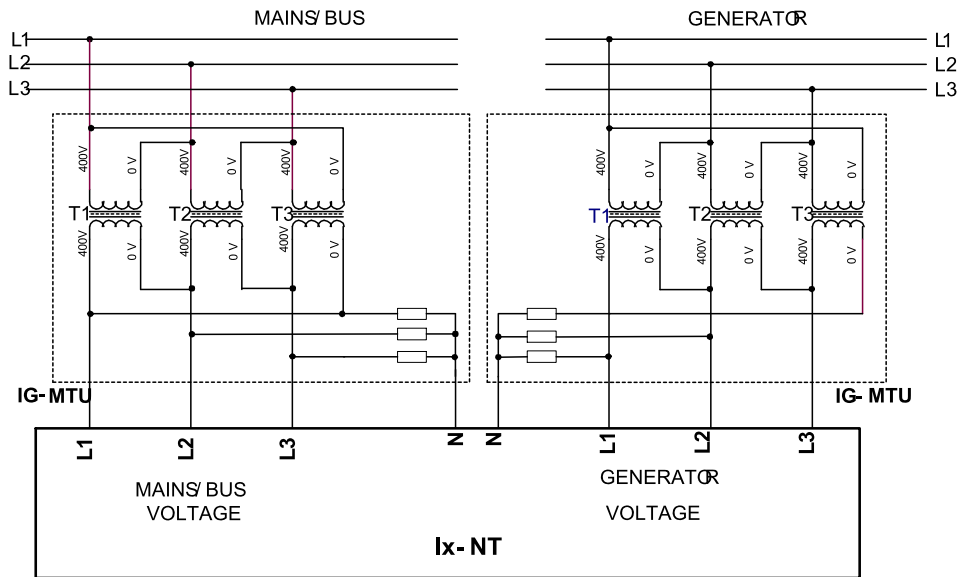 MAINS/ BUS
GENERATOR
L1
L1
L2
L2
L3
L3
400V
0 V
400V
0 V
400V
0 V
400V
0 V
400V
0 V
400V
0 V
T1
T2
T3
T1
T2
T3
400V
0 V
400V
0 V
400V
0 V
400V
0 V
400V
0 V
400V
0 V
IG- MTU
IG- MTU
L1
L2
L3
N
N
L1
L2
L3
MAINS/ BUS
VOLTAGE
GENERATOR
VOLTAGE
Ix- NT